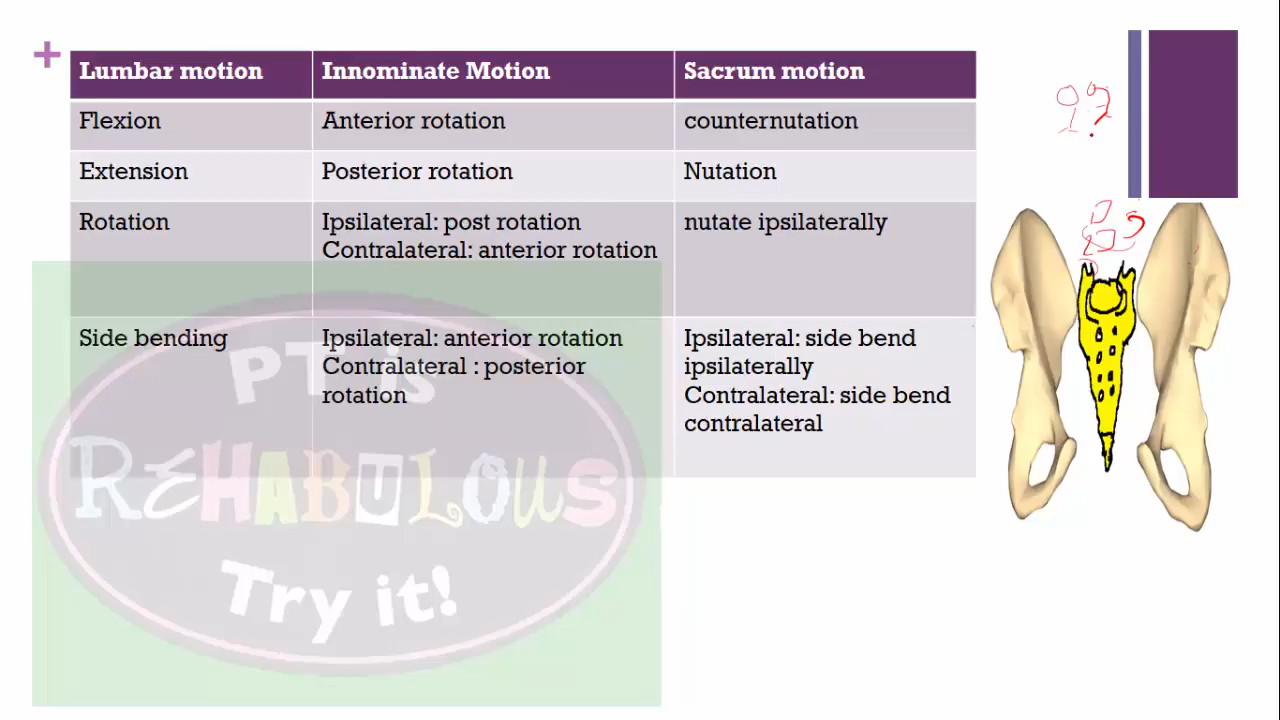 +
Lumbar motion Innominate Motion Sacrum motion
Flexion Anterior rotation counternutation
Extension Posterior rotation Nutation
Rotation Ipsilateral: post rotation nutate ipsilaterally
Contralateral: anterior rotation
Side bending Ipsilateral: anterior rotation Ipsilateral: side bend
Contralateral : posterior ipsilaterally
rotation Contralateral: side bend
contralateral
PT is
REHABULOUS
Try it!